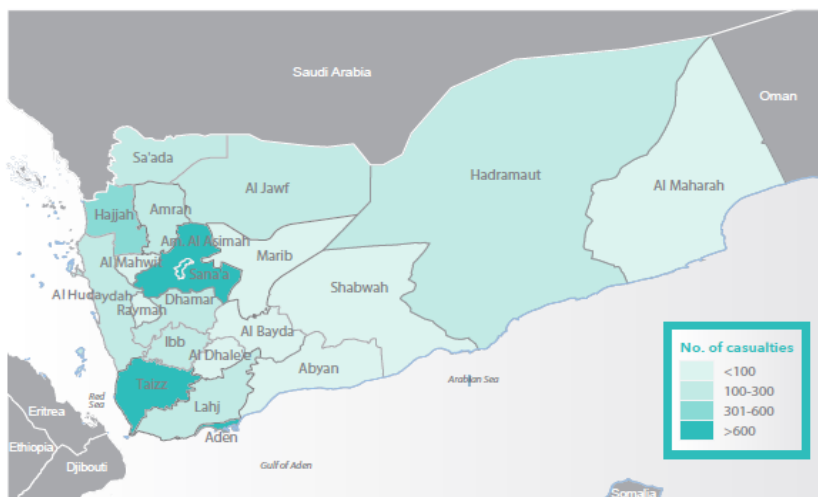 Saudi Arabia
Oman
Sa'ada
Hadramaut
Al Jawf
Al Maharah
Hajjah
Amran
Am. Al Asimah
Marib
Al Mahwit
Sana'a
Shabwah
Al Hudaydah
Dhamar
Raymah
Al Bayda
Ibb
Al Dhale'e
Abyan
Taizz
Lahj
Aden
Red
Sea
Arabian Sea
Gulf of Aden
Eritrea
Ethiopia
Djibouti
Somalia
No. of casualties
<100
100-300
301-600
>600